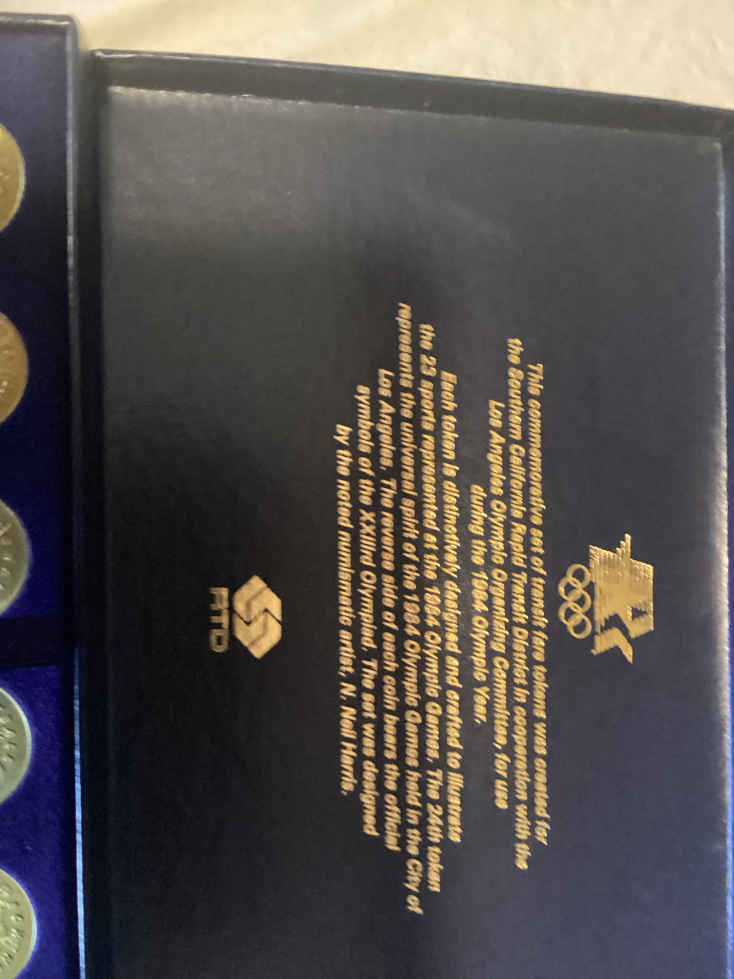 This commemorative set of transit fare tokens was created for
the Southern California Rapid Transit District in cooperation with the
Los Angeles Olympic Organizing Committee, for use
during the 1984 Olympic Year.
Each token is distinctively designed and crafted to illustrate
the 23 sports represented at the 1984 Olympic Games. The 24th token
represents the universal spirit of the 1984 Olympic Games held in the City of
Los Angeles. The reverse side of each coin bears the official
symbols of the XXIIIrd Olympiad. The set was designed
by the noted numismatic artist, N. Neil Harris.
RTD